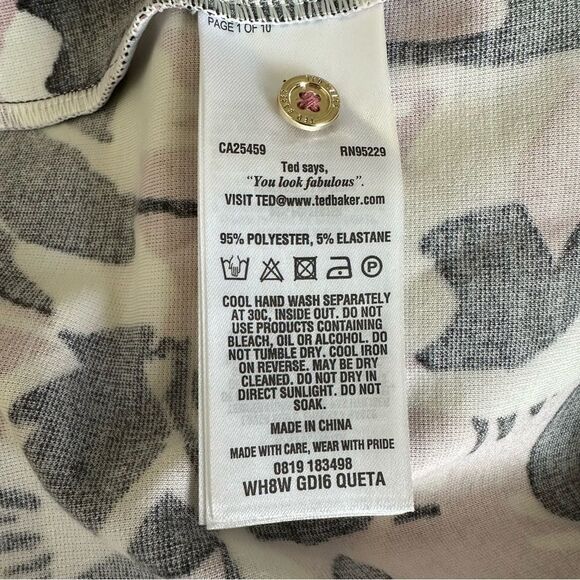 PAGE 1 OF 10
CA25459 RN95229
Ted says,
"You look fabulous".
VISIT TED@www.tedbaker.com
95% POLYESTER, 5% ELASTANE
COOL HAND WASH SEPARATELY
AT 30C, INSIDE OUT. DO NOT
USE PRODUCTS CONTAINING
BLEACH, OIL OR ALCOHOL. DO
NOT TUMBLE DRY. COOL IRON
ON REVERSE. MAY BE DRY
CLEANED. DO NOT DRY IN
DIRECT SUNLIGHT. DO NOT
SOAK.
MADE IN CHINA
MADE WITH CARE, WEAR WITH PRIDE
0819 183498
WH8W GDI6 QUETA